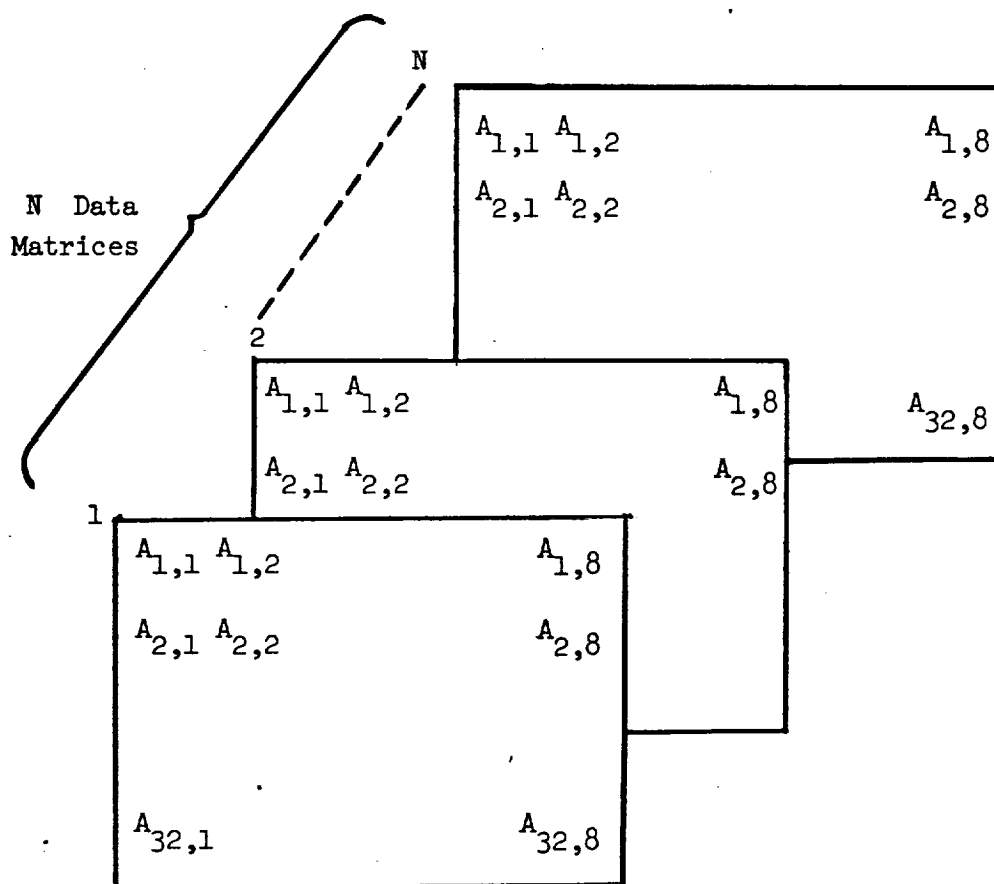 N
A1,1 A1,2 A1,8
N Data
Matrices
A2,1 A2,2 A2,8
2
A1,1 A1,2 A1,8
A32,8
A2,1 A2,2 A2,8
1
A1,1 A1,2 A1,8
A2,1 A2,2 A2,8
A32,1 A32,8